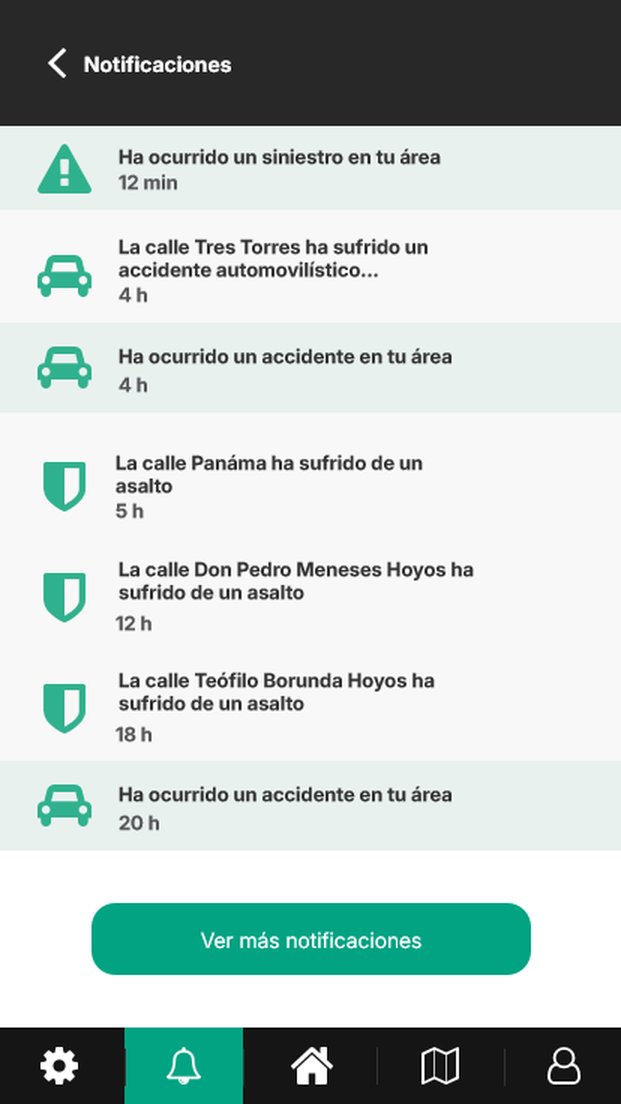 Notificaciones
Ha ocurrido un siniestro en tu área
12 min
La calle Tres Torres ha sufrido un
accidente automovilístico...
4 h
Ha ocurrido un accidente en tu área
4 h
La calle Panáma ha sufrido de un
asalto
5 h
La calle Don Pedro Meneses Hoyos ha
sufrido de un asalto
12 h
La calle Teófilo Borunda Hoyos ha
sufrido de un asalto
18 h
Ha ocurrido un accidente en tu área
20 h
Ver más notificaciones